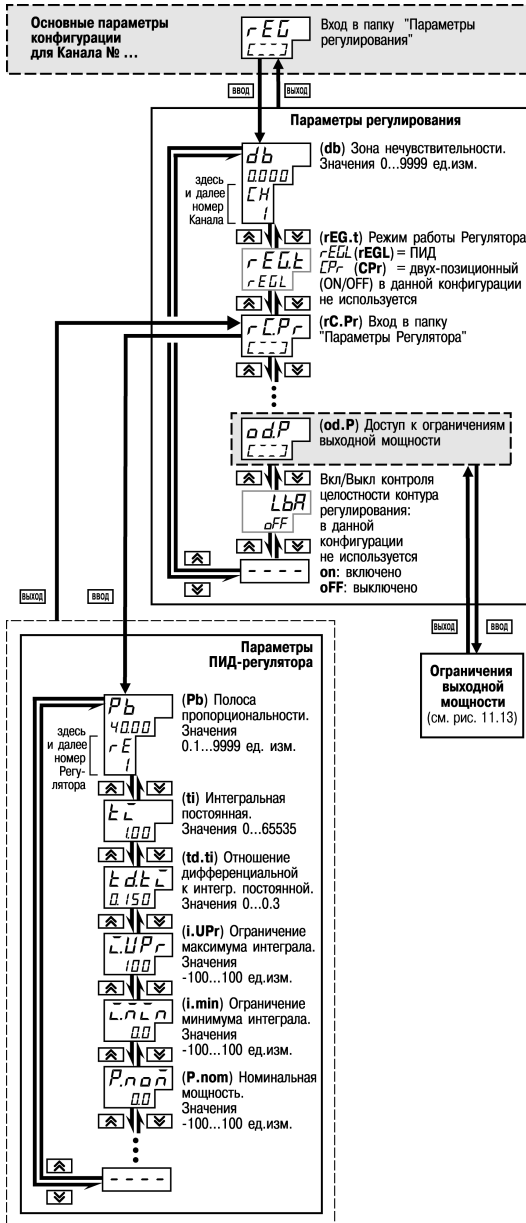 Основные параметры
конфигурации
для Канала № ...
rEG
[---]
Вход в папку "Параметры
регулирования"
ВВОД
ВЫХОД
Параметры регулирования
db
0.000
CH
1
здесь
и далее
номер
Канала
(db) Зона нечувствительности.
Значения 0...9999 ед.изм.
rEG.t
rEGL
(rEG.t) Режим работы Регулятора
rEGL (rEGL) = ПИД
CPr (CPr) = двух-позиционный
(ON/OFF) в данной конфигурации
не используется
rC.Pr
[---]
(rC.Pr) Вход в папку
"Параметры Регулятора"
od.P
[---]
(od.P) Доступ к ограничениям
выходной мощности
LbA
oFF
Вкл/Выкл контроля
целостности контура
регулирования:
в данной
конфигурации
не используется
on: включено
oFF: выключено
- - - -
ВЫХОД
ВВОД
ВЫХОД
ВВОД
Ограничения
выходной
мощности
(см. рис. 11.13)
Параметры
ПИД-регулятора
Pb
40.00
rE
1
здесь
и далее
номер
Регу-
лятора
(Pb) Полоса
пропорциональности.
Значения
0.1...9999 ед. изм.
ti
1.00
(ti) Интегральная
постоянная.
Значения 0...65535
td.ti
0.150
(td.ti) Отношение
дифференциальной
к интегр. постоянной.
Значения 0...0.3
i.UPr
100
(i.UPr) Ограничение
максимума интеграла.
Значения
-100...100 ед.изм.
i.min
0.0
(i.min) Ограничение
минимума интеграла.
Значения
-100...100 ед.изм.
P.nom
0.0
(P.nom) Номинальная
мощность.
Значения
-100...100 ед.изм.
- - - -